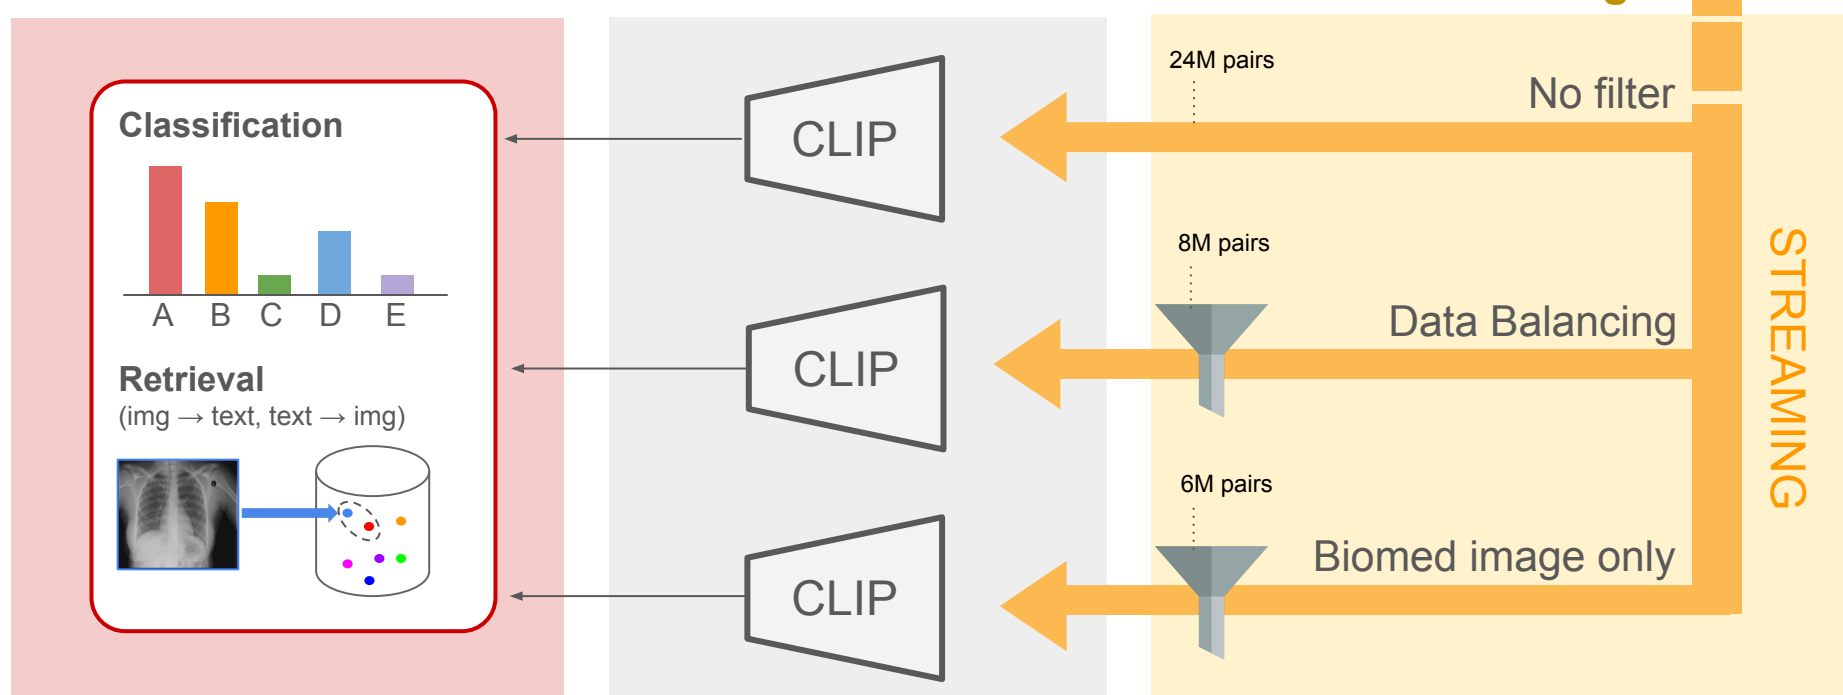 Classification
A B C D E
Retrieval
(img → text, text → img)
CLIP
CLIP
CLIP
24M pairs
No filter
8M pairs
Data Balancing
6M pairs
Biomed image only
STREAMING